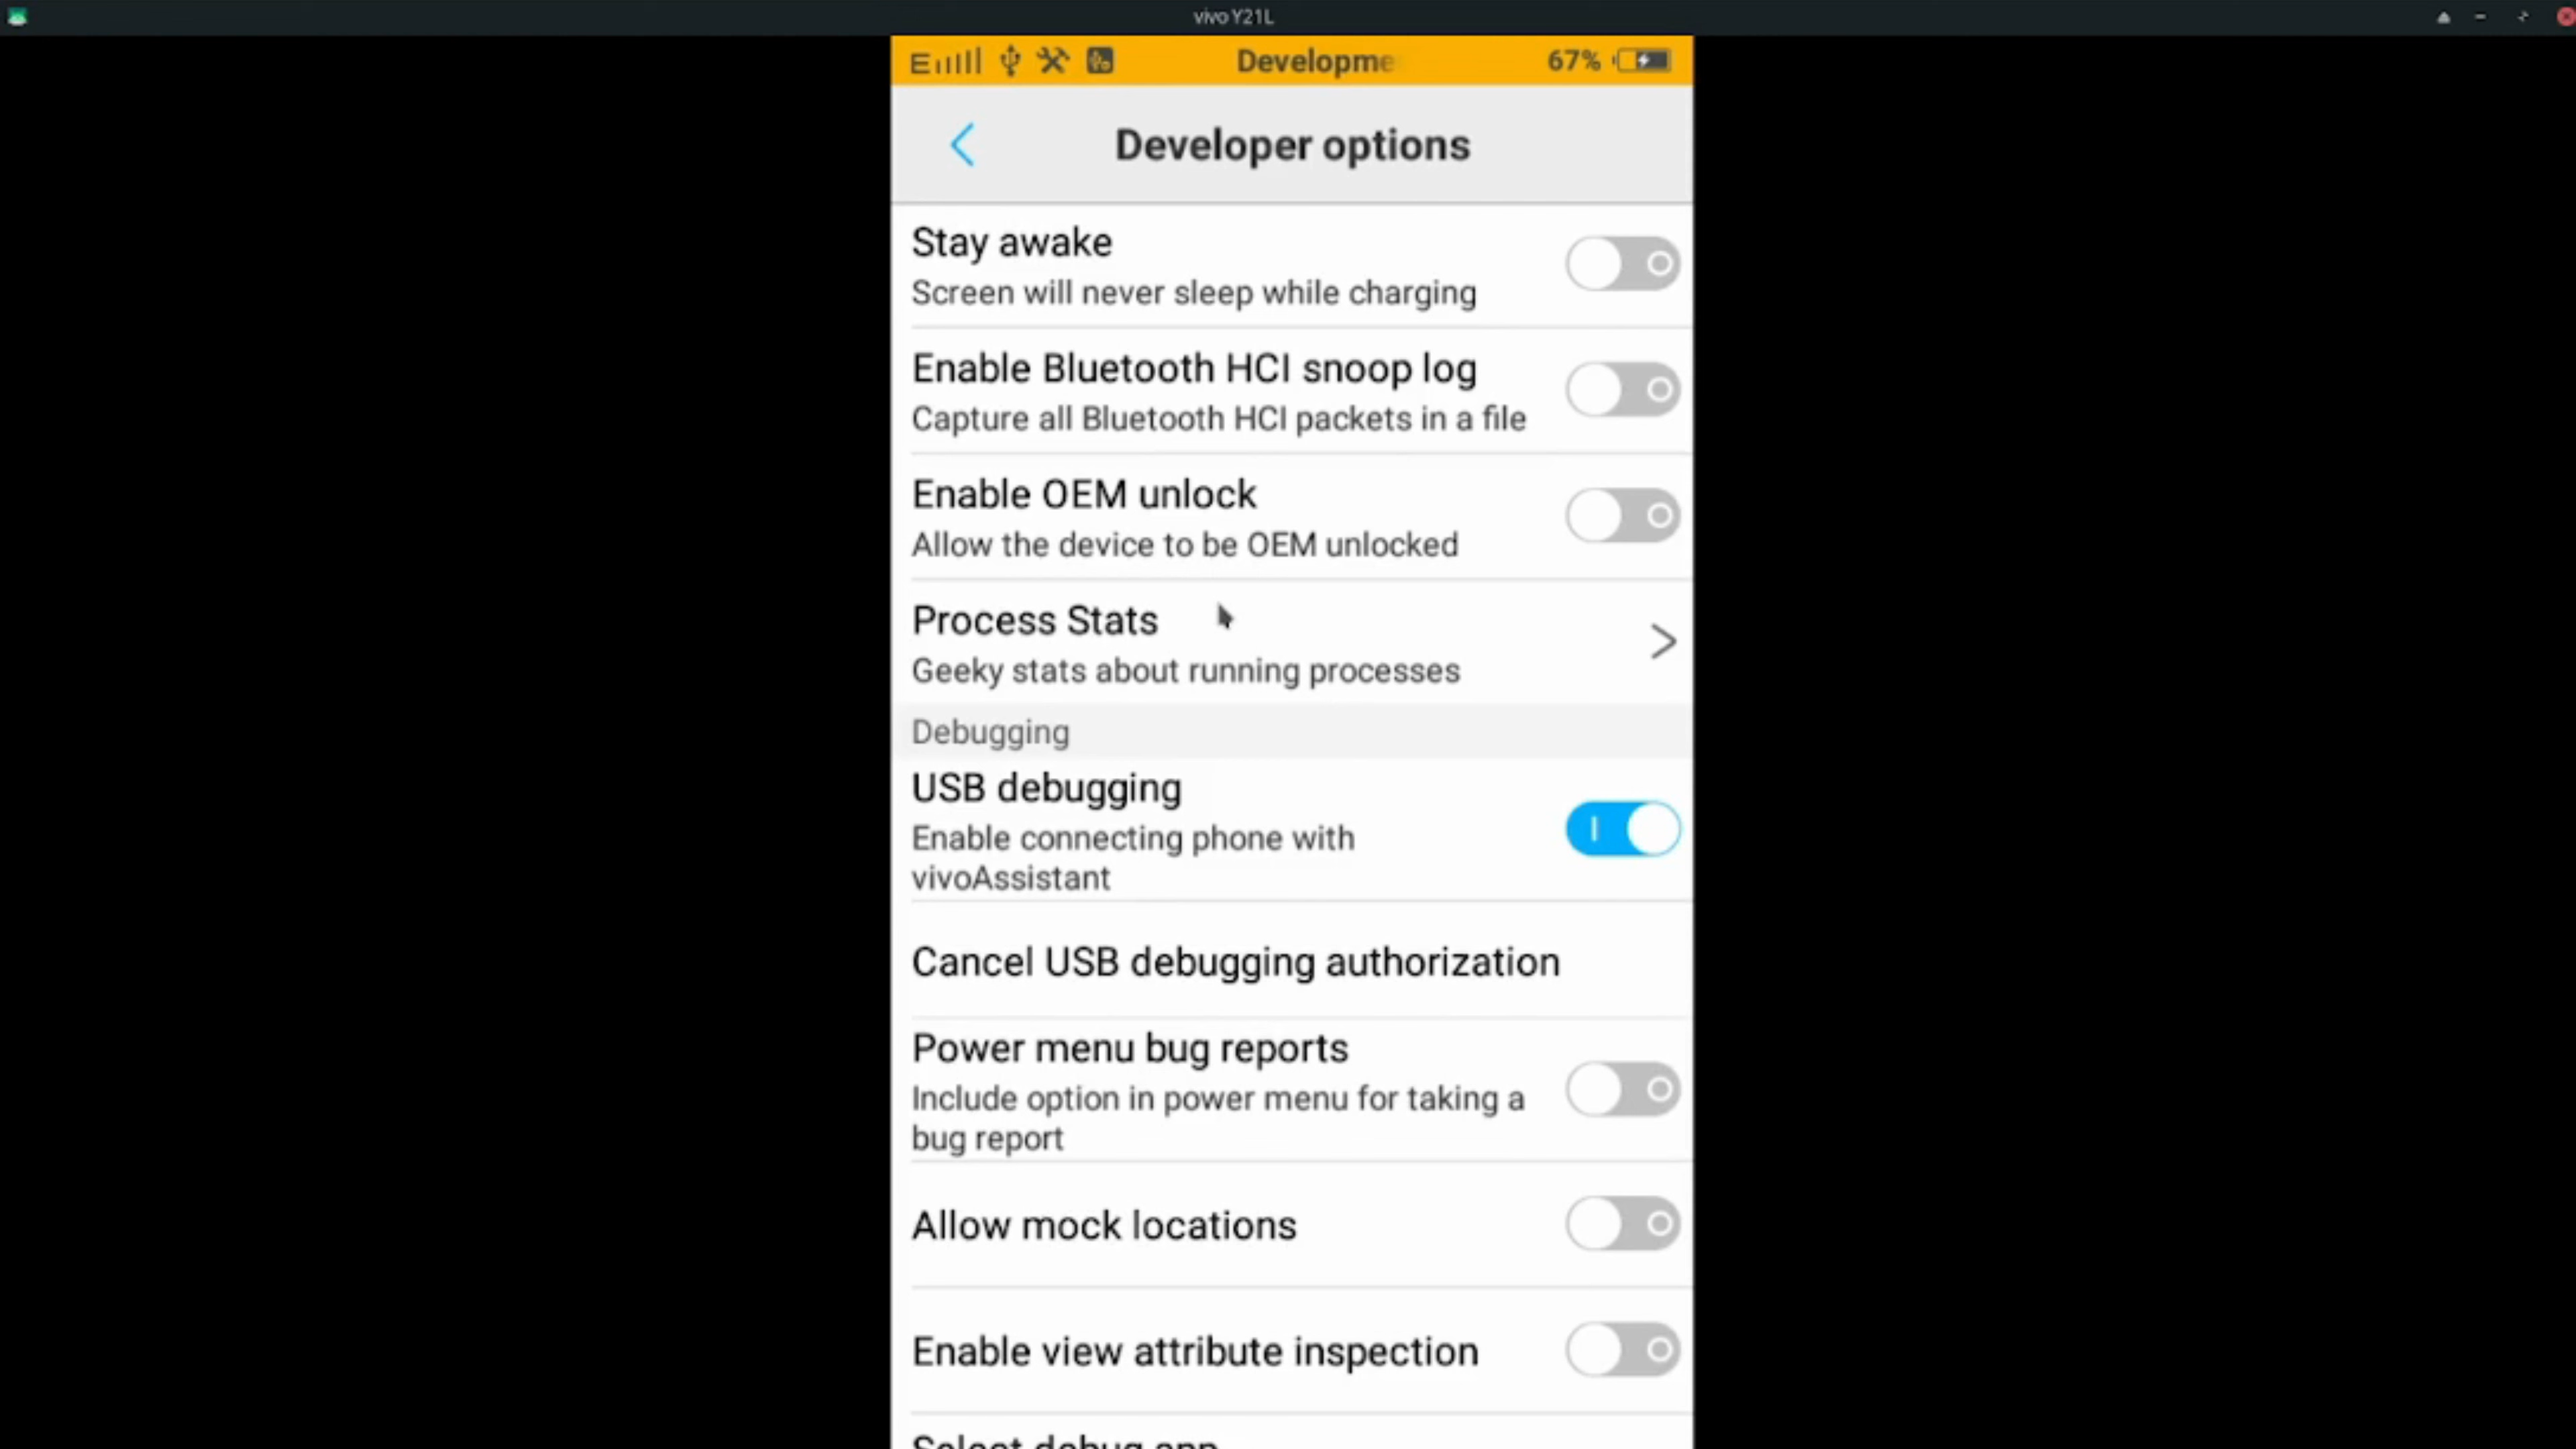 vivo Y21L
E Developme 67%
Developer options
Stay awake
Screen will never sleep while charging
Enable Bluetooth HCI snoop log
Capture all Bluetooth HCI packets in a file
Enable OEM unlock
Allow the device to be OEM unlocked
Process Stats
Geeky stats about running processes
Debugging
USB debugging
Enable connecting phone with
vivoAssistant
Cancel USB debugging authorization
Power menu bug reports
Include option in power menu for taking a
bug report
Allow mock locations
Enable view attribute inspection
Select debug app